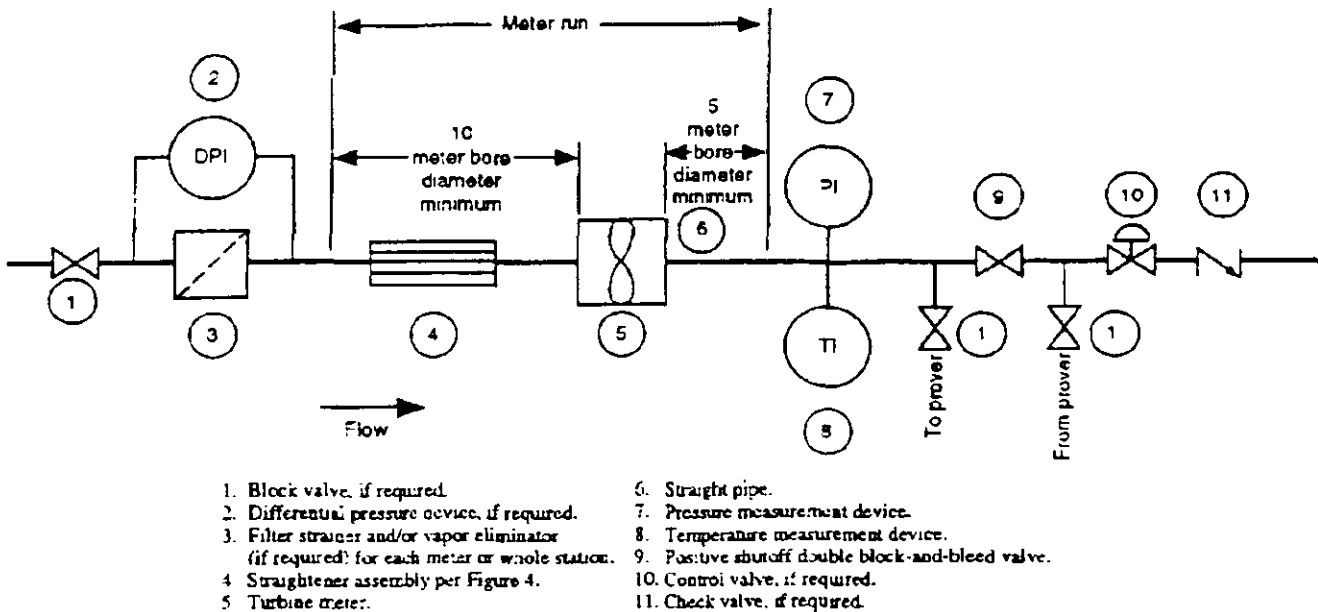 Meter run
2
7
DPI
10
meter bore
diameter
minimum
5
meter
bore
diameter
minimum
PI
9
10
11
6
1
3
4
5
TI
1
1
8
To prover
From prover
Flow
1. Block valve, if required.
2. Differential pressure device, if required.
3. Filter strainer and/or vapor eliminator
(if required) for each meter or whole station.
4 Straightener assembly per Figure 4.
5 Turbine meter.
6. Straight pipe.
7. Pressure measurement device.
8. Temperature measurement device.
9. Positive shutoff double block-and-bleed valve.
10. Control valve, if required.
11. Check valve, if required.